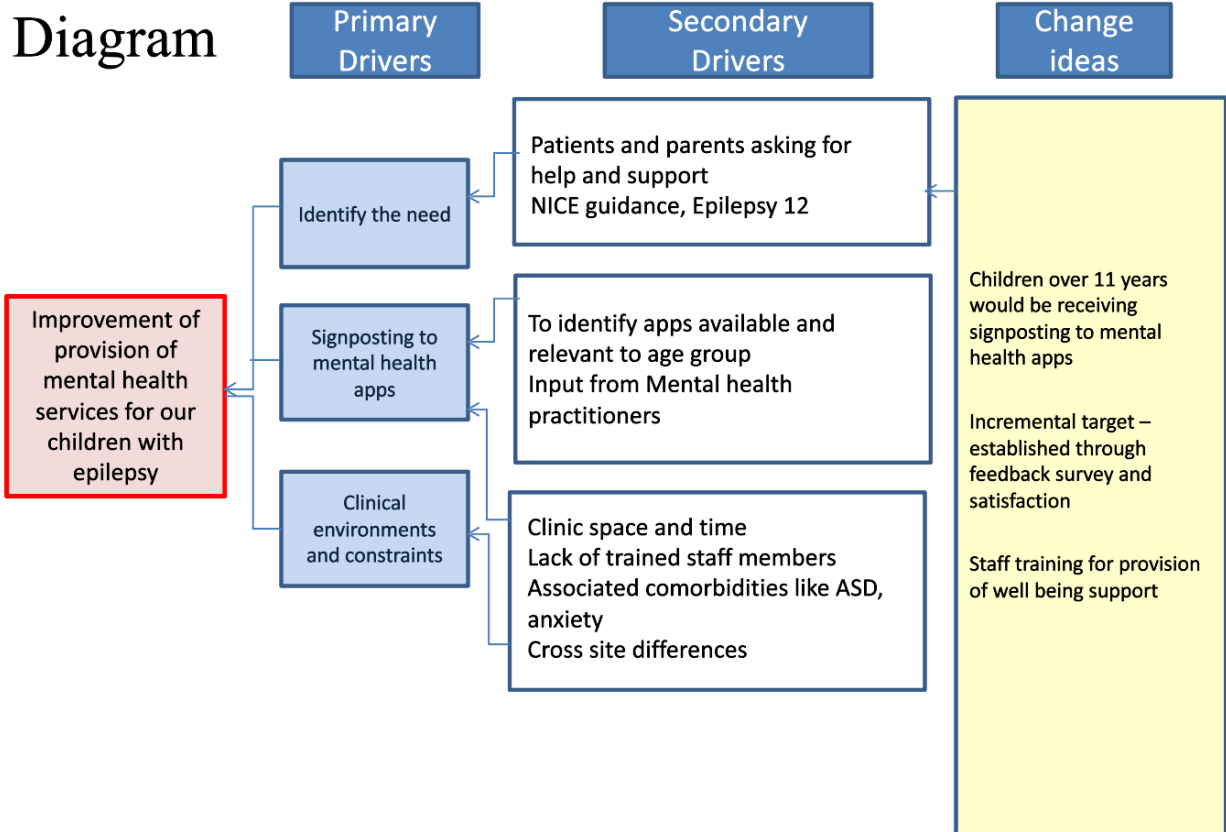 Diagram
Primary
Drivers
Secondary
Drivers
Change
ideas
Improvement of
provision of
mental health
services for our
children with
epilepsy
Identify the need
Signposting to
mental health
apps
Clinical
environments
and constraints
Patients and parents asking for
help and support
NICE guidance, Epilepsy 12
To identify apps available and
relevant to age group
Input from Mental health
practitioners
Clinic space and time
Lack of trained staff members
Associated comorbidities like ASD,
anxiety
Cross site differences
Children over 11 years
would be receiving
signposting to mental
health apps
Incremental target –
established through
feedback survey and
satisfaction
Staff training for provision
of well being support